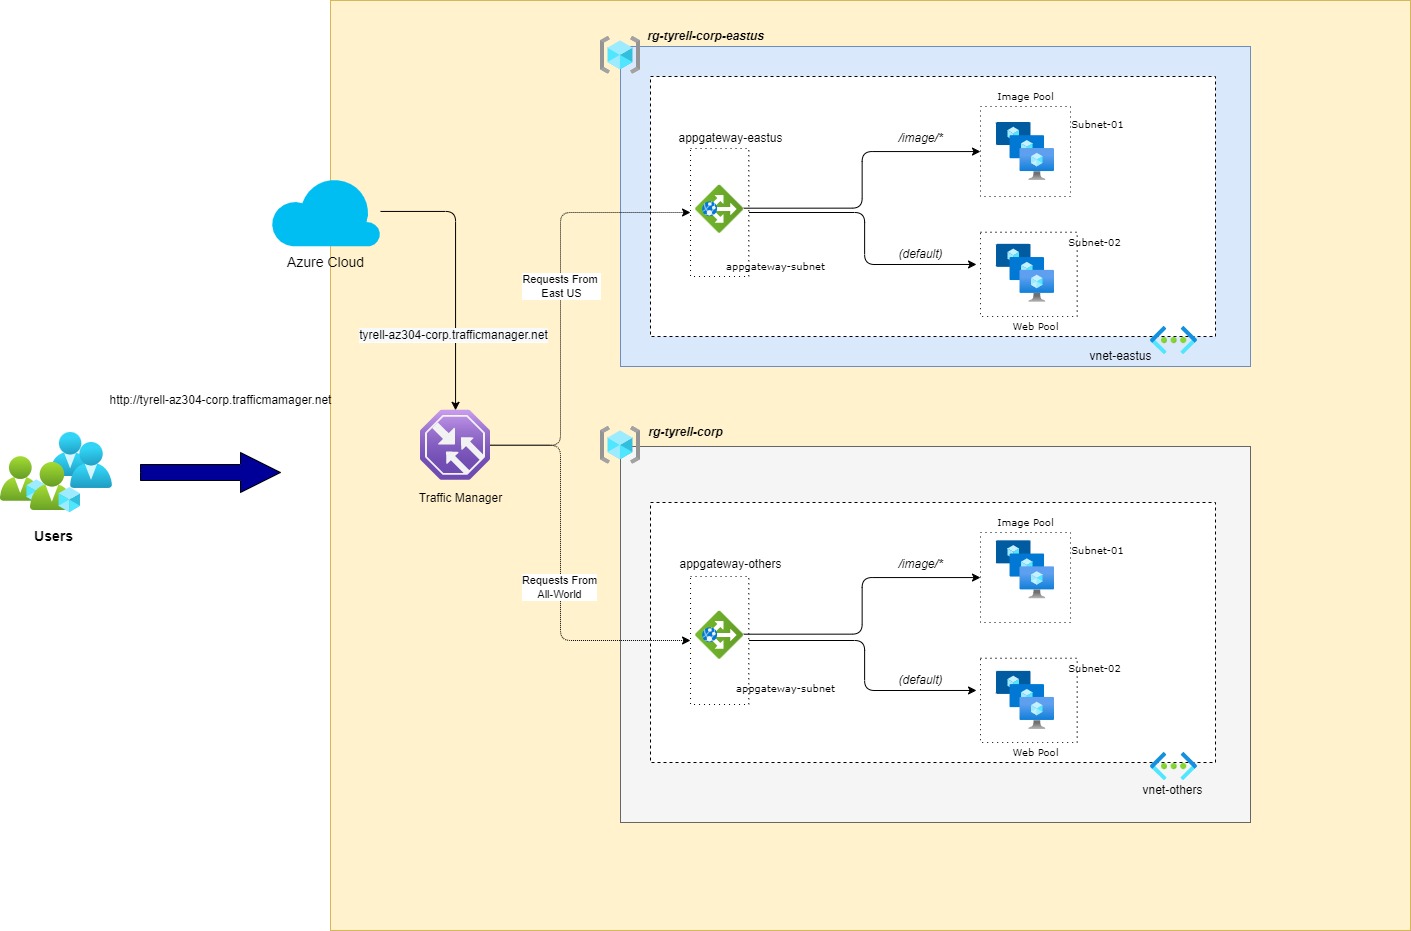 rg-tyrell-corp-eastus
Image Pool
Subnet-01
appgateway-eastus
/image/*
Subnet-02
(default)
appgateway-subnet
Web Pool
vnet-eastus
Azure Cloud
Requests From
East US
tyrell-az304-corp.trafficmanager.net
http://tyrell-az304-corp.trafficmamager.net
Users
Traffic Manager
rg-tyrell-corp
Image Pool
Subnet-01
appgateway-others
/image/*
Requests From
All-World
Subnet-02
(default)
appgateway-subnet
Web Pool
vnet-others